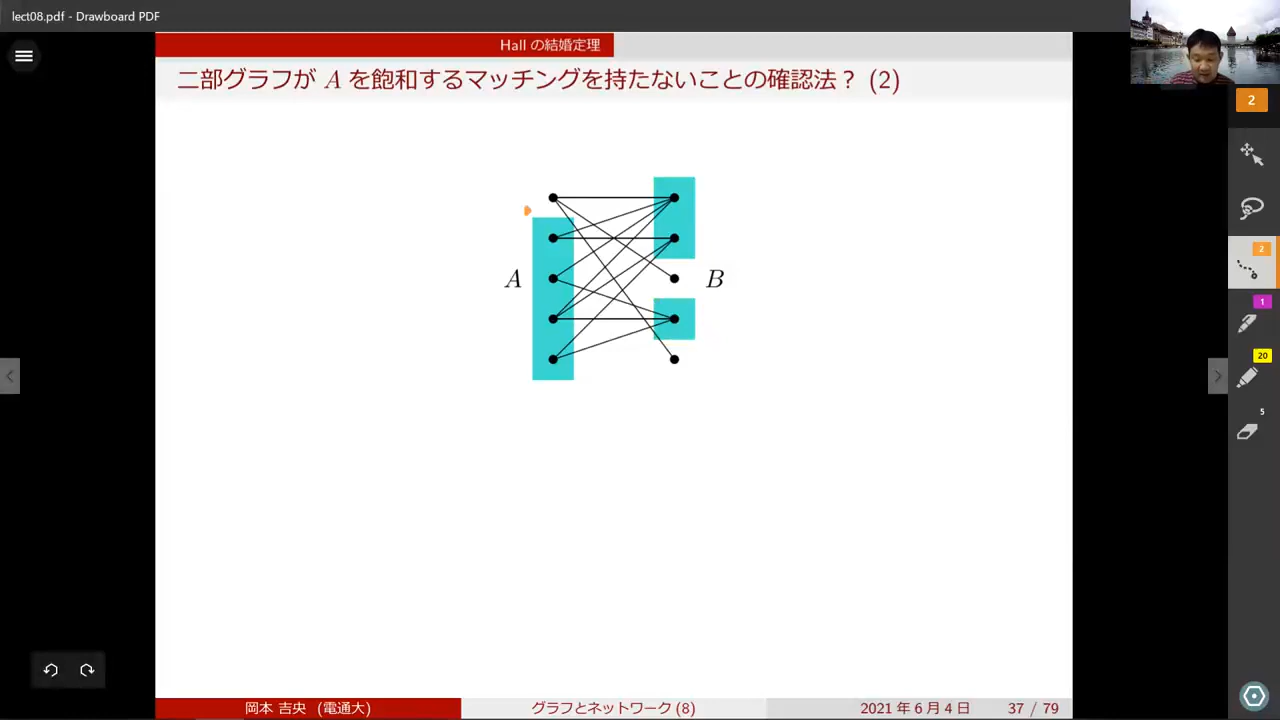 lect08.pdf - Drawboard PDF
Hall の結婚定理
二部グラフが A を飽和するマッチングを持たないことの確認法？ (2)
A
B
2
2
1
20
5
岡本 吉央 (電通大)
グラフとネットワーク (8)
2021 年 6 月 4 日
37 / 79